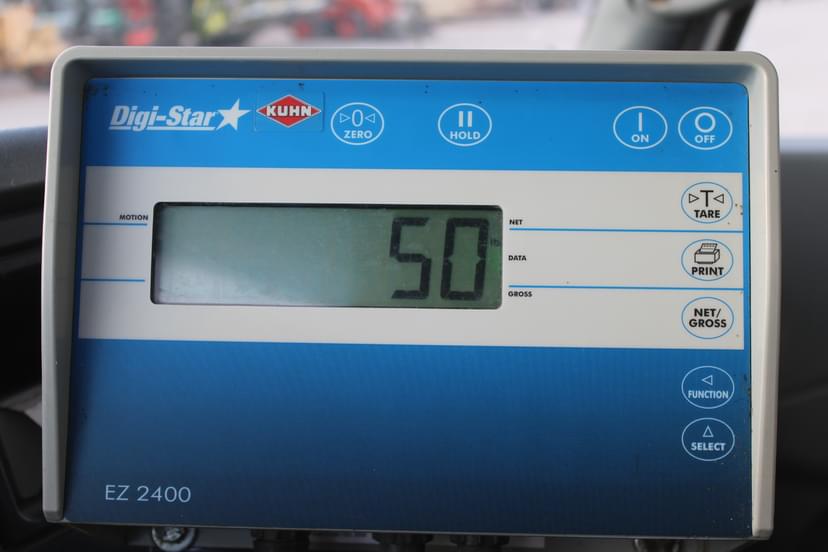 Digi-Star
KUHN
0
ZERO
HOLD
ON
OFF
MOTION
50
NET
DATA
GROSS
T
TARE
PRINT
NET/
GROSS
FUNCTION
SELECT
EZ 2400